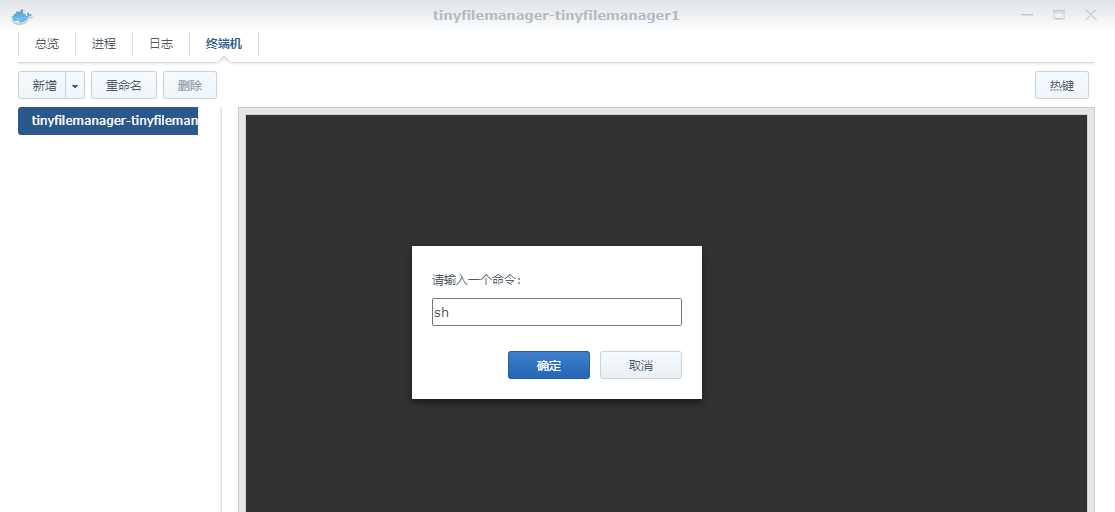 tinyfilemanager-tinyfilemanager1
总览 进程 日志 终端机
新增 重命名 删除 热键
tinyfilemanager-tinyfileman
请输入一个命令：
sh
确定 取消